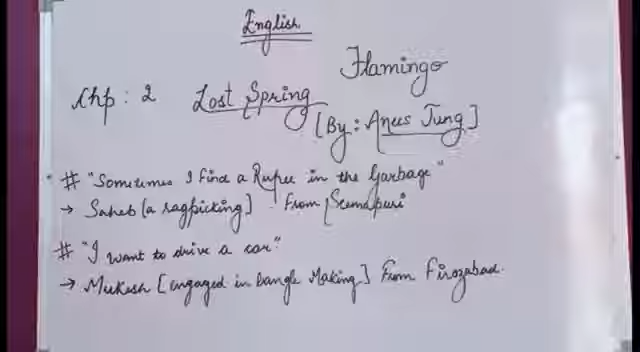 English
Flamingo
Chp : 2 Lost Spring
[By : Anees Jung]
# "Sometimes I find a Rupee in the Garbage"
→ Saheb (a ragpicking] From Seemapuri
# "I want to drive a car."
→ Mukesh [engaged in bangle Making] From Firozabad.